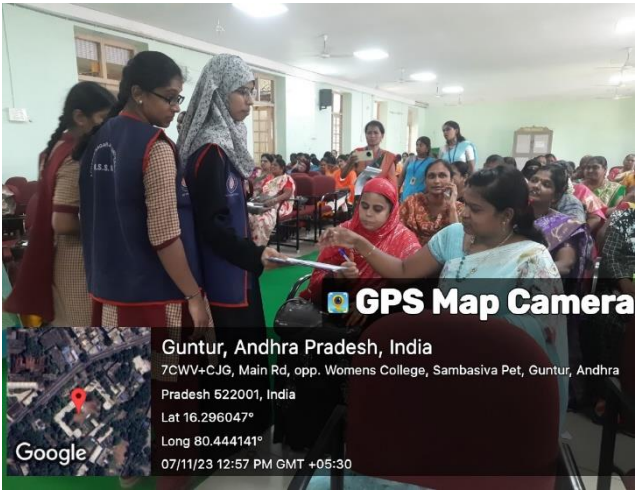 GPS Map Camera
Guntur, Andhra Pradesh, India
7CWV+CJG, Main Rd, opp. Womens College, Sambasiva Pet, Guntur, Andhra
Pradesh 522001, India
Lat 16.296047°
Long 80.444141°
07/11/23 12:57 PM GMT +05:30
Google